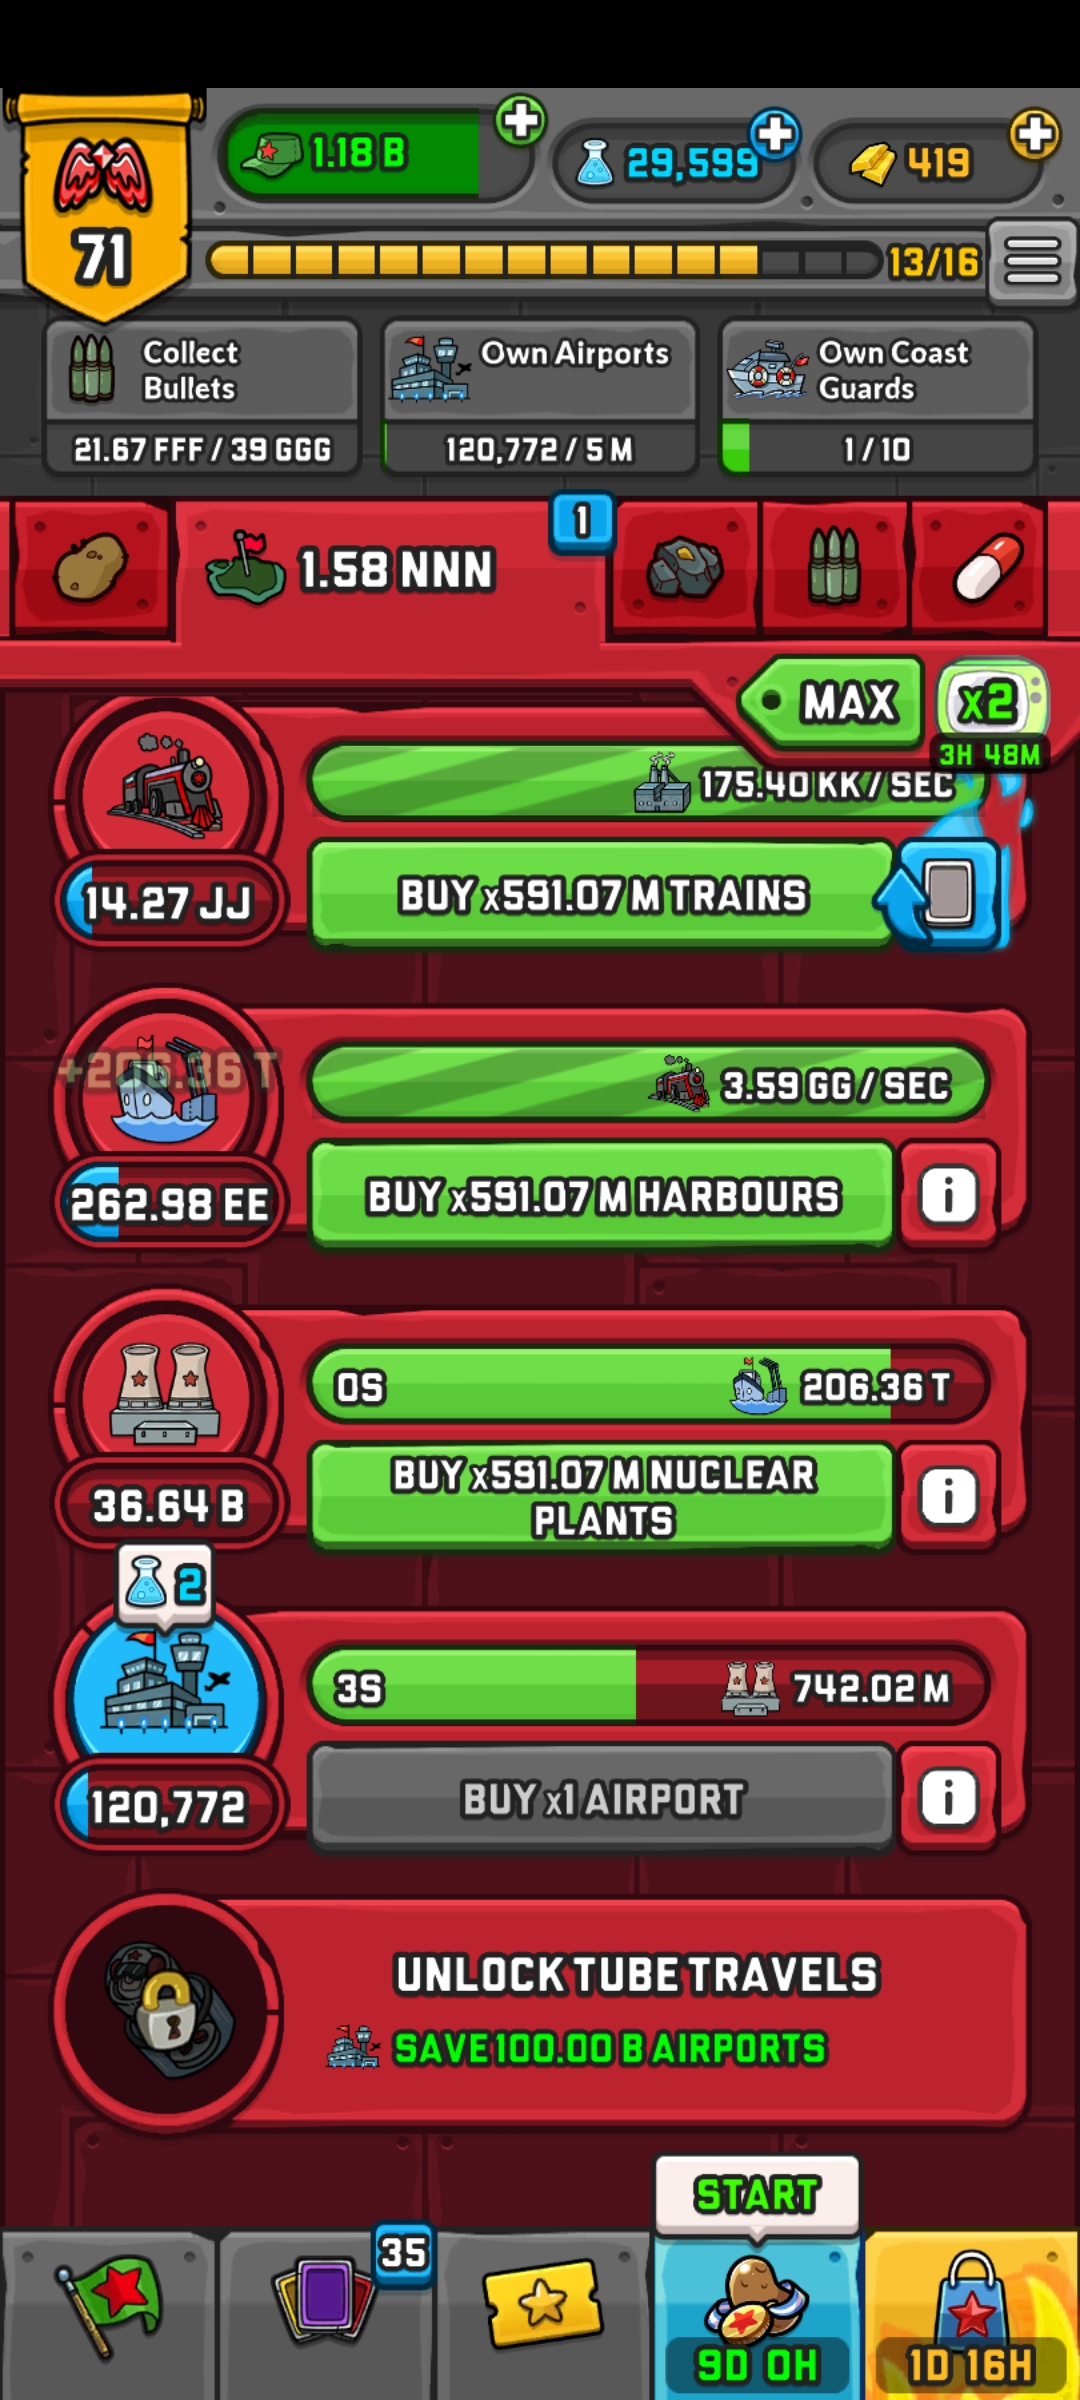 71
1.18 B
29,599
419
13/16
Collect
Bullets
21.67 FFF / 39 GGG
Own Airports
120,772 / 5 M
Own Coast
Guards
1 / 10
1.58 NNN
1
MAX
x2
3H 48M
175.40 KK / SEC
14.27 JJ
BUY x591.07 M TRAINS
+206.36 T
3.59 GG / SEC
262.98 EE
BUY x591.07 M HARBOURS
i
0S
206.36 T
36.64 B
BUY x591.07 M NUCLEAR
PLANTS
i
2
3S
742.02 M
120,772
BUY x1 AIRPORT
i
UNLOCK TUBE TRAVELS
SAVE 100.00 B AIRPORTS
START
35
9D 0H
1D 16H